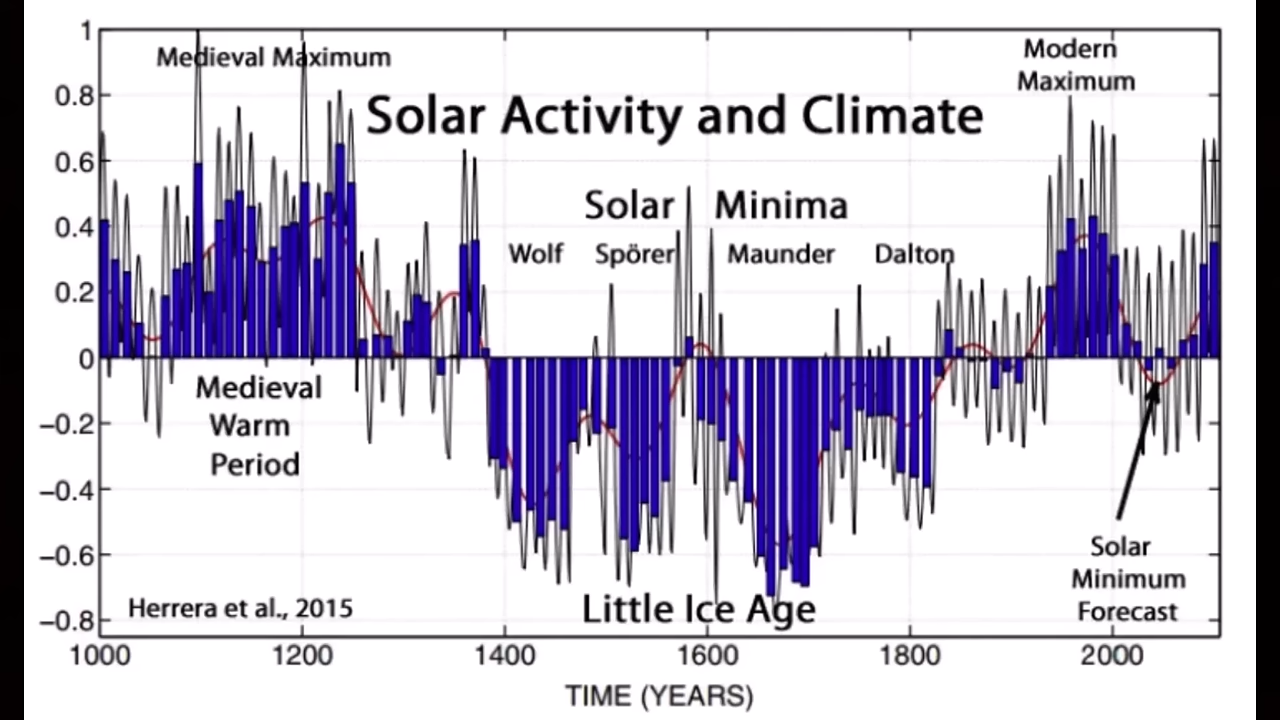 1
Medieval Maximum
Modern
Maximum
0.8
Solar Activity and Climate
0.6
Solar Minima
0.4
Wolf Spörer Maunder Dalton
0.2
0
Medieval
Warm
Period
−0.2
−0.4
−0.6
Solar
Minimum
Forecast
Herrera et al., 2015
Little Ice Age
−0.8
1000 1200 1400 1600 1800 2000
TIME (YEARS)